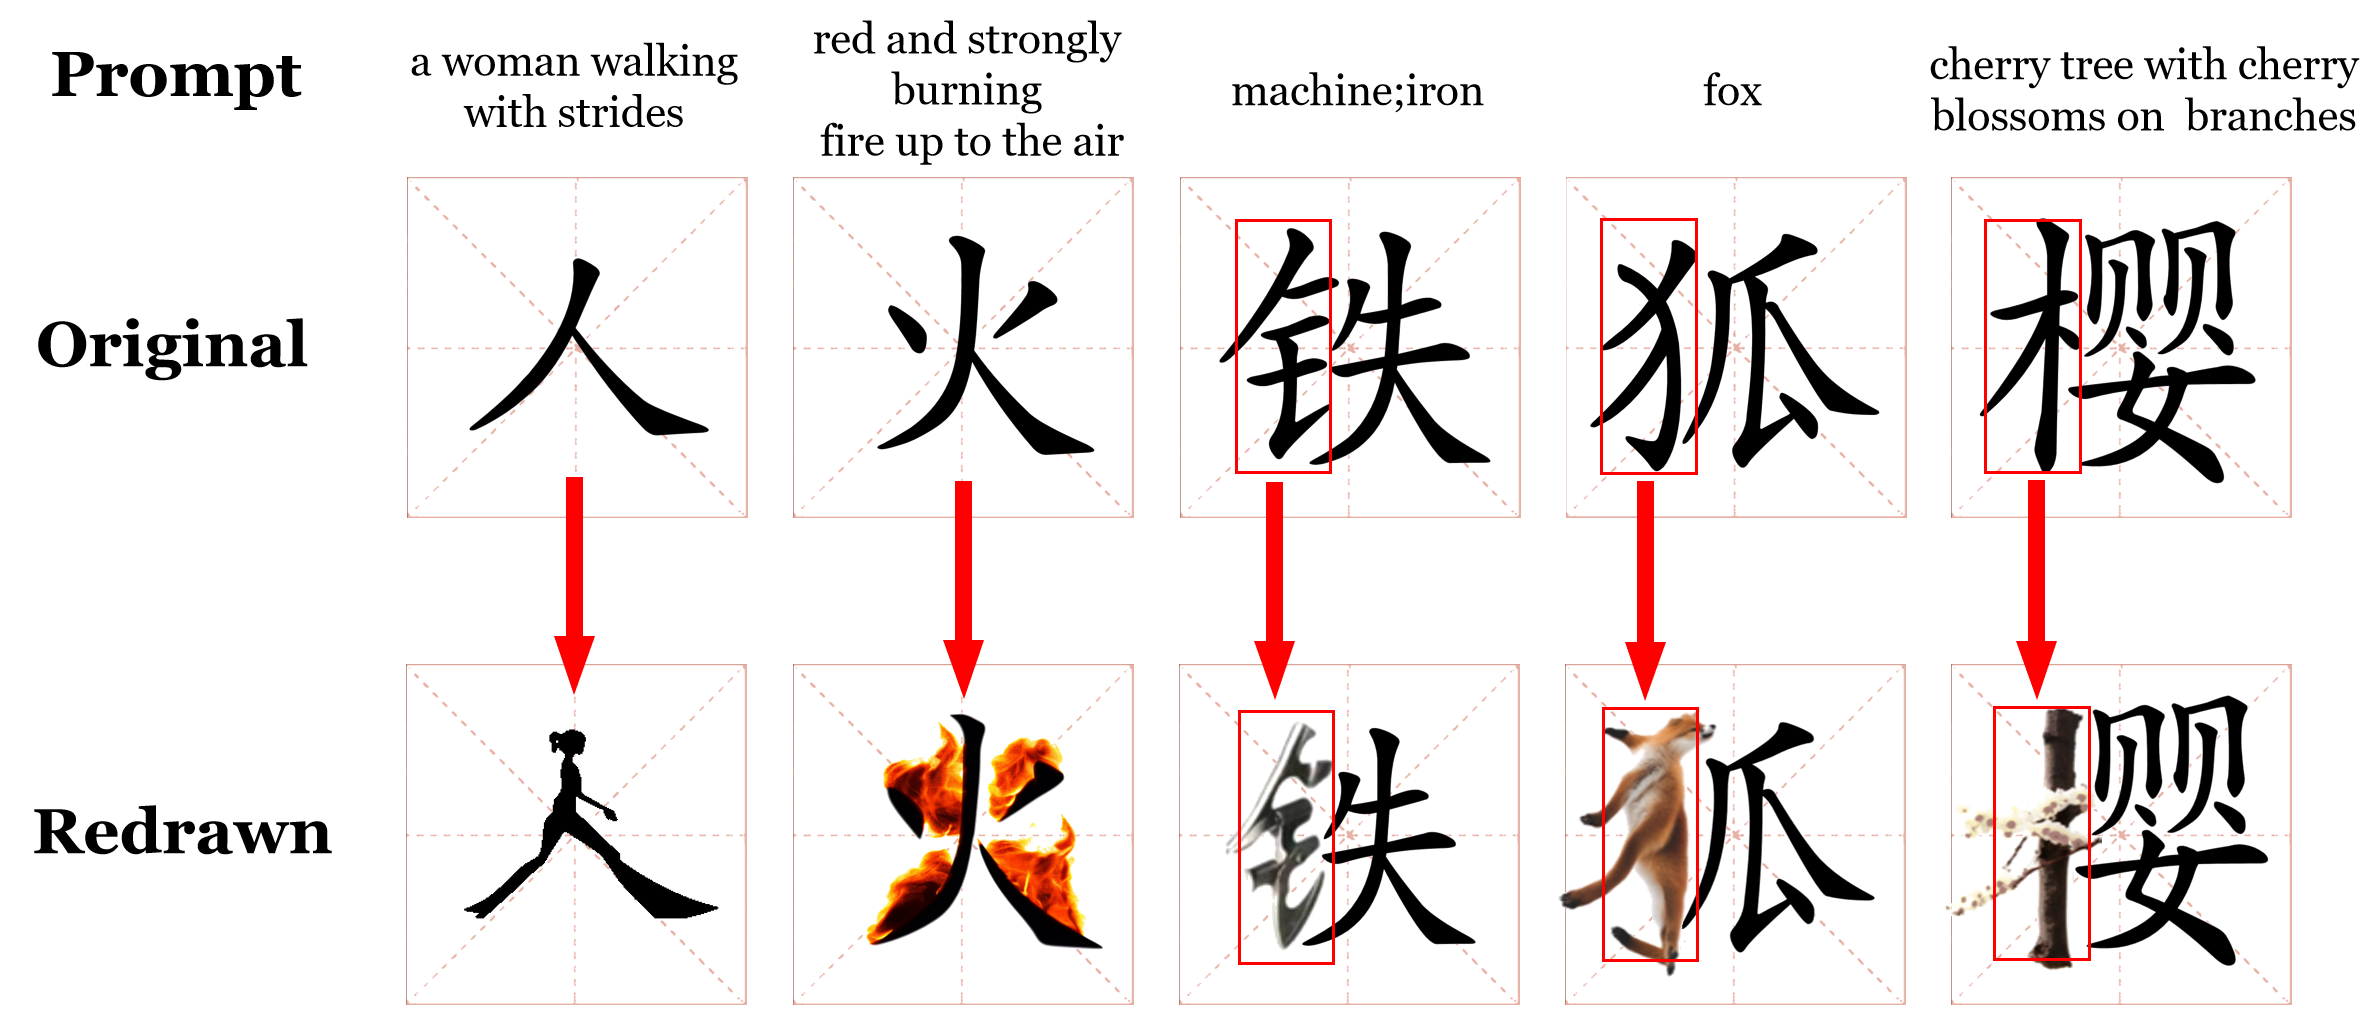 Prompt
a woman walking
with strides
red and strongly
burning
fire up to the air
machine;iron
fox
cherry tree with cherry
blossoms on branches
Original
人
火
铁
狐
樱
Redrawn
人
火
铁
狐
樱